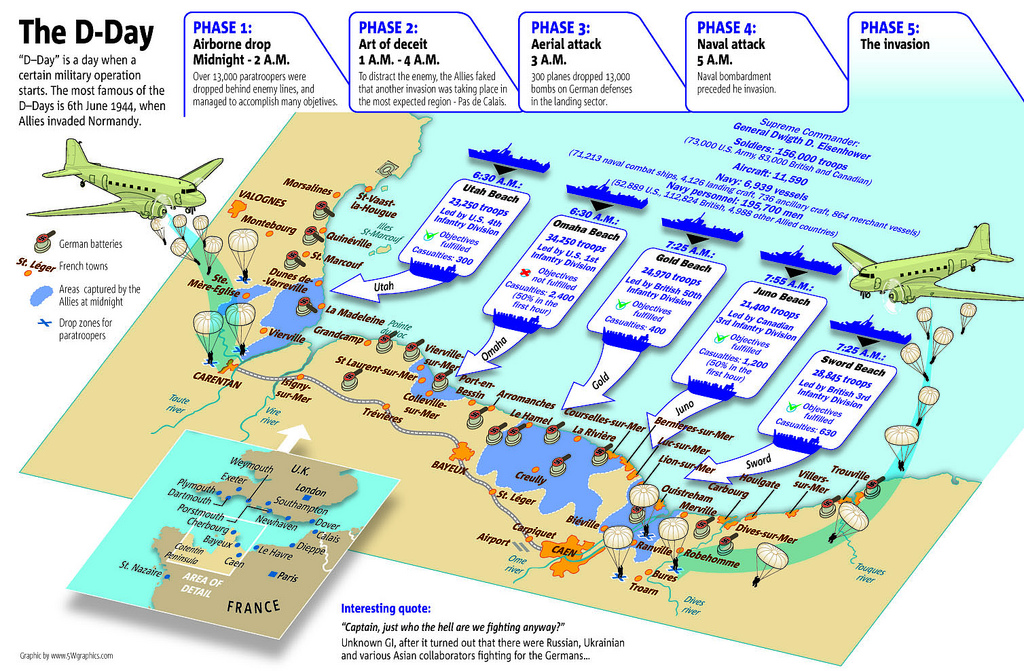 The D-Day
“D–Day” is a day when a
certain military operation
starts. The most famous of the
D–Days is 6th June 1944, when
Allies invaded Normandy.
PHASE 1:
Airborne drop
Midnight - 2 A.M.
Over 13,000 paratroopers were
dropped behind enemy lines, and
managed to accomplish many objectives.
PHASE 2:
Art of deceit
1 A.M. - 4 A.M.
To distract the enemy, the Allies faked
that another invasion was taking place in
the most expected region - Pas de Calais.
PHASE 3:
Aerial attack
3 A.M.
300 planes dropped 13,000
bombs on German defenses
in the landing sector.
PHASE 4:
Naval attack
5 A.M.
Naval bombardment
preceded he invasion.
PHASE 5:
The invasion
Supreme Commander:
General Dwigth D. Eisenhower
Soldiers: 156,000 troops
(73,000 U.S. Army, 83,000 British and Canadian)
Aircraft: 11,590
Navy: 6,939 vessels
(71,213 naval combat ships, 4,126 landing craft, 736 ancillary craft, 864 merchant vessels)
Navy personnel: 195,700 men
(52,889 U.S., 112,824 British, 4,988 other Allied countries)
German batteries
St. Léger
French towns
Areas captured by the
Allies at midnight
Drop zones for
paratroopers
6:30 A.M.:
Utah Beach
23,250 troops
Led by U.S. 4th
Infantry Division
Objectives
fulfilled
Casualties: 300
Utah
6:30 A.M.:
Omaha Beach
34,250 troops
Led by U.S. 1st
Infantry Division
Objectives
not fulfilled
Casualties: 2,400
(50% in the
first hour)
Omaha
7:25 A.M.:
Gold Beach
24,970 troops
Led by British 50th
Infantry Division
Objectives
fulfilled
Casualties: 400
Gold
7:55 A.M.:
Juno Beach
21,400 troops
Led by Canadian
3rd Infantry Division
Objectives
fulfilled
Casualties: 1,200
(50% in the
first hour)
Juno
7:25 A.M.:
Sword Beach
28,845 troops
Led by British 3rd
Infantry Division
Objectives
fulfilled
Casualties: 630
Sword
Morsalines
VALOGNES
St-Vaast-
la-Hougue
Montebourg
Quinéville
Iles
St-Marcouf
St. Marcouf
Dunes de-
Varreville
Ste.
Mère-Eglise
La Madeleine
Vierville
Grandcamp
Pointe
du Hoc
CARENTAN
St Laurent-sur-Mer
Vierville-
sur-Mer
Isigny-
sur-Mer
Colleville-
sur-Mer
Port-en-
Bessin
Trévières
Taute
river
Vire
river
Arromanches
Le Hamel
La Rivière
Courselles-sur-Mer
Bernieres-sur-Mer
Luc-sur-Mer
Lion-sur-Mer
BAYEUX
Creully
St. Léger
Ouistreham
Merville
Carbourg
Houlgate
Villers-
sur-Mer
Trouville
Dives-sur-Mer
Carpiquet
Biéville
Airport
CAEN
Orne
river
Ranville
Robehomme
Bures
Troarn
Dives
river
Touques
river
Weymouth
U.K.
Exeter
London
Plymouth
Dartmouth
Southampton
Portsmouth
Newhaven
Dover
Cherbourg
Calais
Bayeux
Le Havre
Dieppe
Cotentin
Peninsula
Caen
St. Nazaire
Paris
AREA OF
DETAIL
FRANCE
Interesting quote:
“Captain, just who the hell are we fighting anyway?”
Unknown GI, after it turned out that there were Russian, Ukrainian
and various Asian collaborators fighting for the Germans...
Graphic by www.5Wgraphics.com